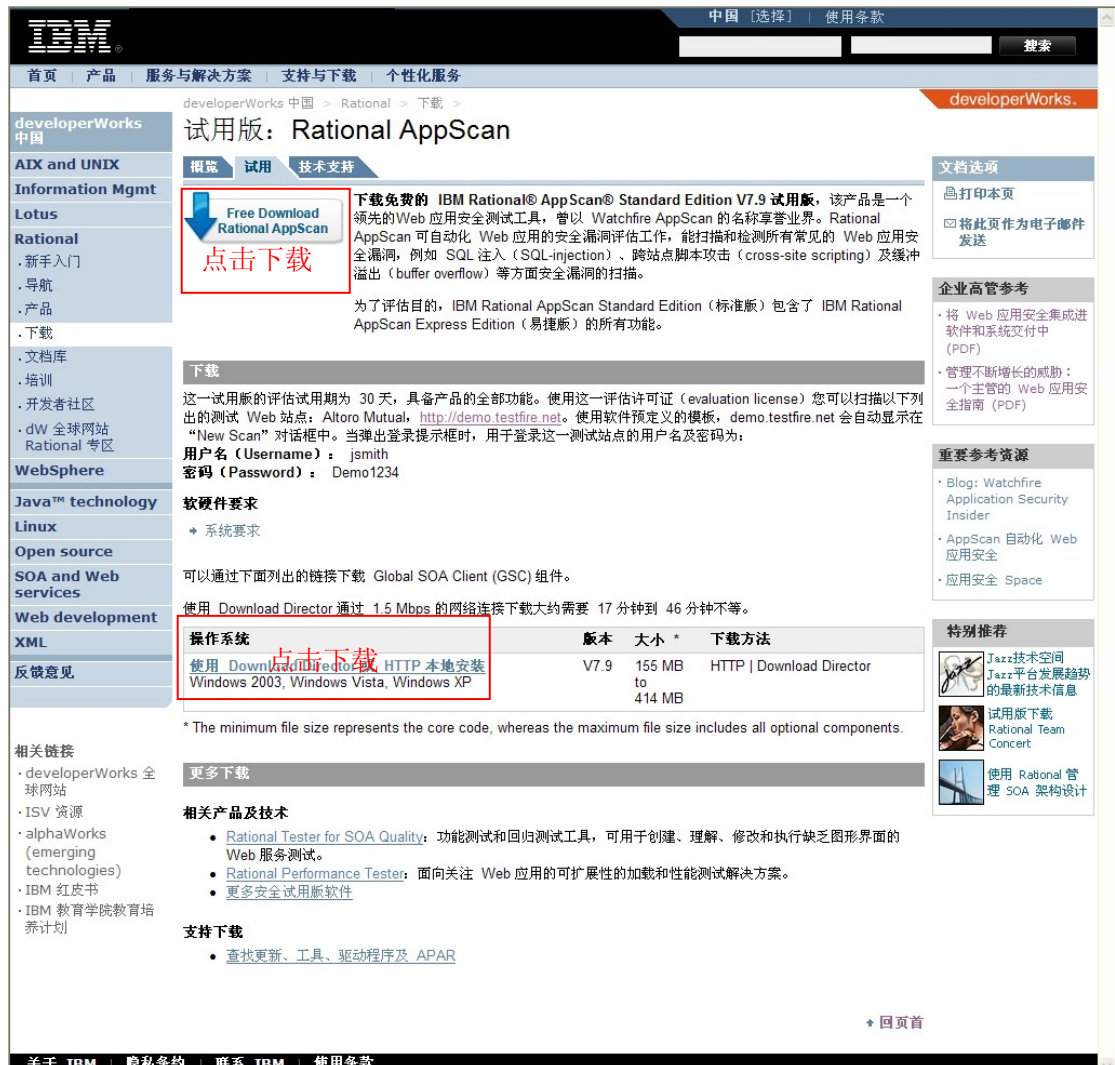 中国 [选择] | 使用条款
IBM®
搜索
首页 | 产品 | 服务与解决方案 | 支持与下载 | 个性化服务
developerWorks 中国 > Rational > 下载 >
developerWorks.
developerWorks
中国
AIX and UNIX
Information Mgmt
Lotus
Rational
·新手入门
·导航
·产品
·下载
·文档库
·培训
·开发者社区
·dW 全球网站
Rational 专区
WebSphere
Java™ technology
Linux
Open source
SOA and Web
services
Web development
XML
反馈意见
相关链接
·developerWorks 全
球网站
·ISV 资源
·alphaWorks
(emerging
technologies)
·IBM 红皮书
·IBM 教育学院教育培
养计划
试用版：Rational AppScan
概览 试用 技术支持
Free Download
Rational AppScan
点击下载
下载免费的 IBM Rational® AppScan® Standard Edition V7.9 试用版，该产品是一个
领先的Web 应用安全测试工具，曾以 Watchfire AppScan 的名称享誉业界。Rational
AppScan 可自动化 Web 应用的安全漏洞评估工作，能扫描和检测所有常见的 Web 应用安
全漏洞，例如 SQL 注入（SQL-injection）、跨站点脚本攻击（cross-site scripting）及缓冲
溢出（buffer overflow）等方面安全漏洞的扫描。
为了评估目的，IBM Rational AppScan Standard Edition（标准版）包含了 IBM Rational
AppScan Express Edition（易捷版）的所有功能。
下载
这一试用版的评估试用期为 30 天，具备产品的全部功能。使用这一评估许可证（evaluation license）您可以扫描以下列
出的测试 Web 站点：Altoro Mutual, http://demo.testfire.net。使用软件预定义的模板，demo.testfire.net 会自动显示在
“New Scan”对话框中。当弹出登录提示框时，用于登录这一测试站点的用户名及密码为：
用户名（Username）： jsmith
密码（Password）： Demo1234
软硬件要求
系统要求
可以通过下面列出的链接下载 Global SOA Client (GSC) 组件。
使用 Download Director 通过 1.5 Mbps 的网络连接下载大约需要 17 分钟到 46 分钟不等。
操作系统 版本 大小 * 下载方法
点击下载
使用 Download Director 或 HTTP 本地安装 V7.9 155 MB HTTP | Download Director
Windows 2003, Windows Vista, Windows XP to
414 MB
* The minimum file size represents the core code, whereas the maximum file size includes all optional components.
更多下载
相关产品及技术
• Rational Tester for SOA Quality：功能测试和回归测试工具，可用于创建、理解、修改和执行缺乏图形界面的
Web 服务测试。
• Rational Performance Tester：面向关注 Web 应用的可扩展性的加载和性能测试解决方案。
• 更多安全试用版软件
支持下载
• 查找更新、工具、驱动程序及 APAR
回页首
文档选项
打印本页
将此页作为电子邮件
发送
企业高管参考
·将 Web 应用安全集成进
软件和系统交付中
(PDF)
·管理不断增长的威胁：
一个主管的 Web 应用安
全指南 (PDF)
重要参考资源
·Blog: Watchfire
Application Security
Insider
·AppScan 自动化 Web
应用安全
·应用安全 Space
特别推荐
Jazz技术空间
Jazz平台发展趋势
的最新技术信息
试用版下载
Rational Team
Concert
使用 Rational 管
理 SOA 架构设计
关于 IBM | 隐私条约 | 联系 IBM | 使用条款